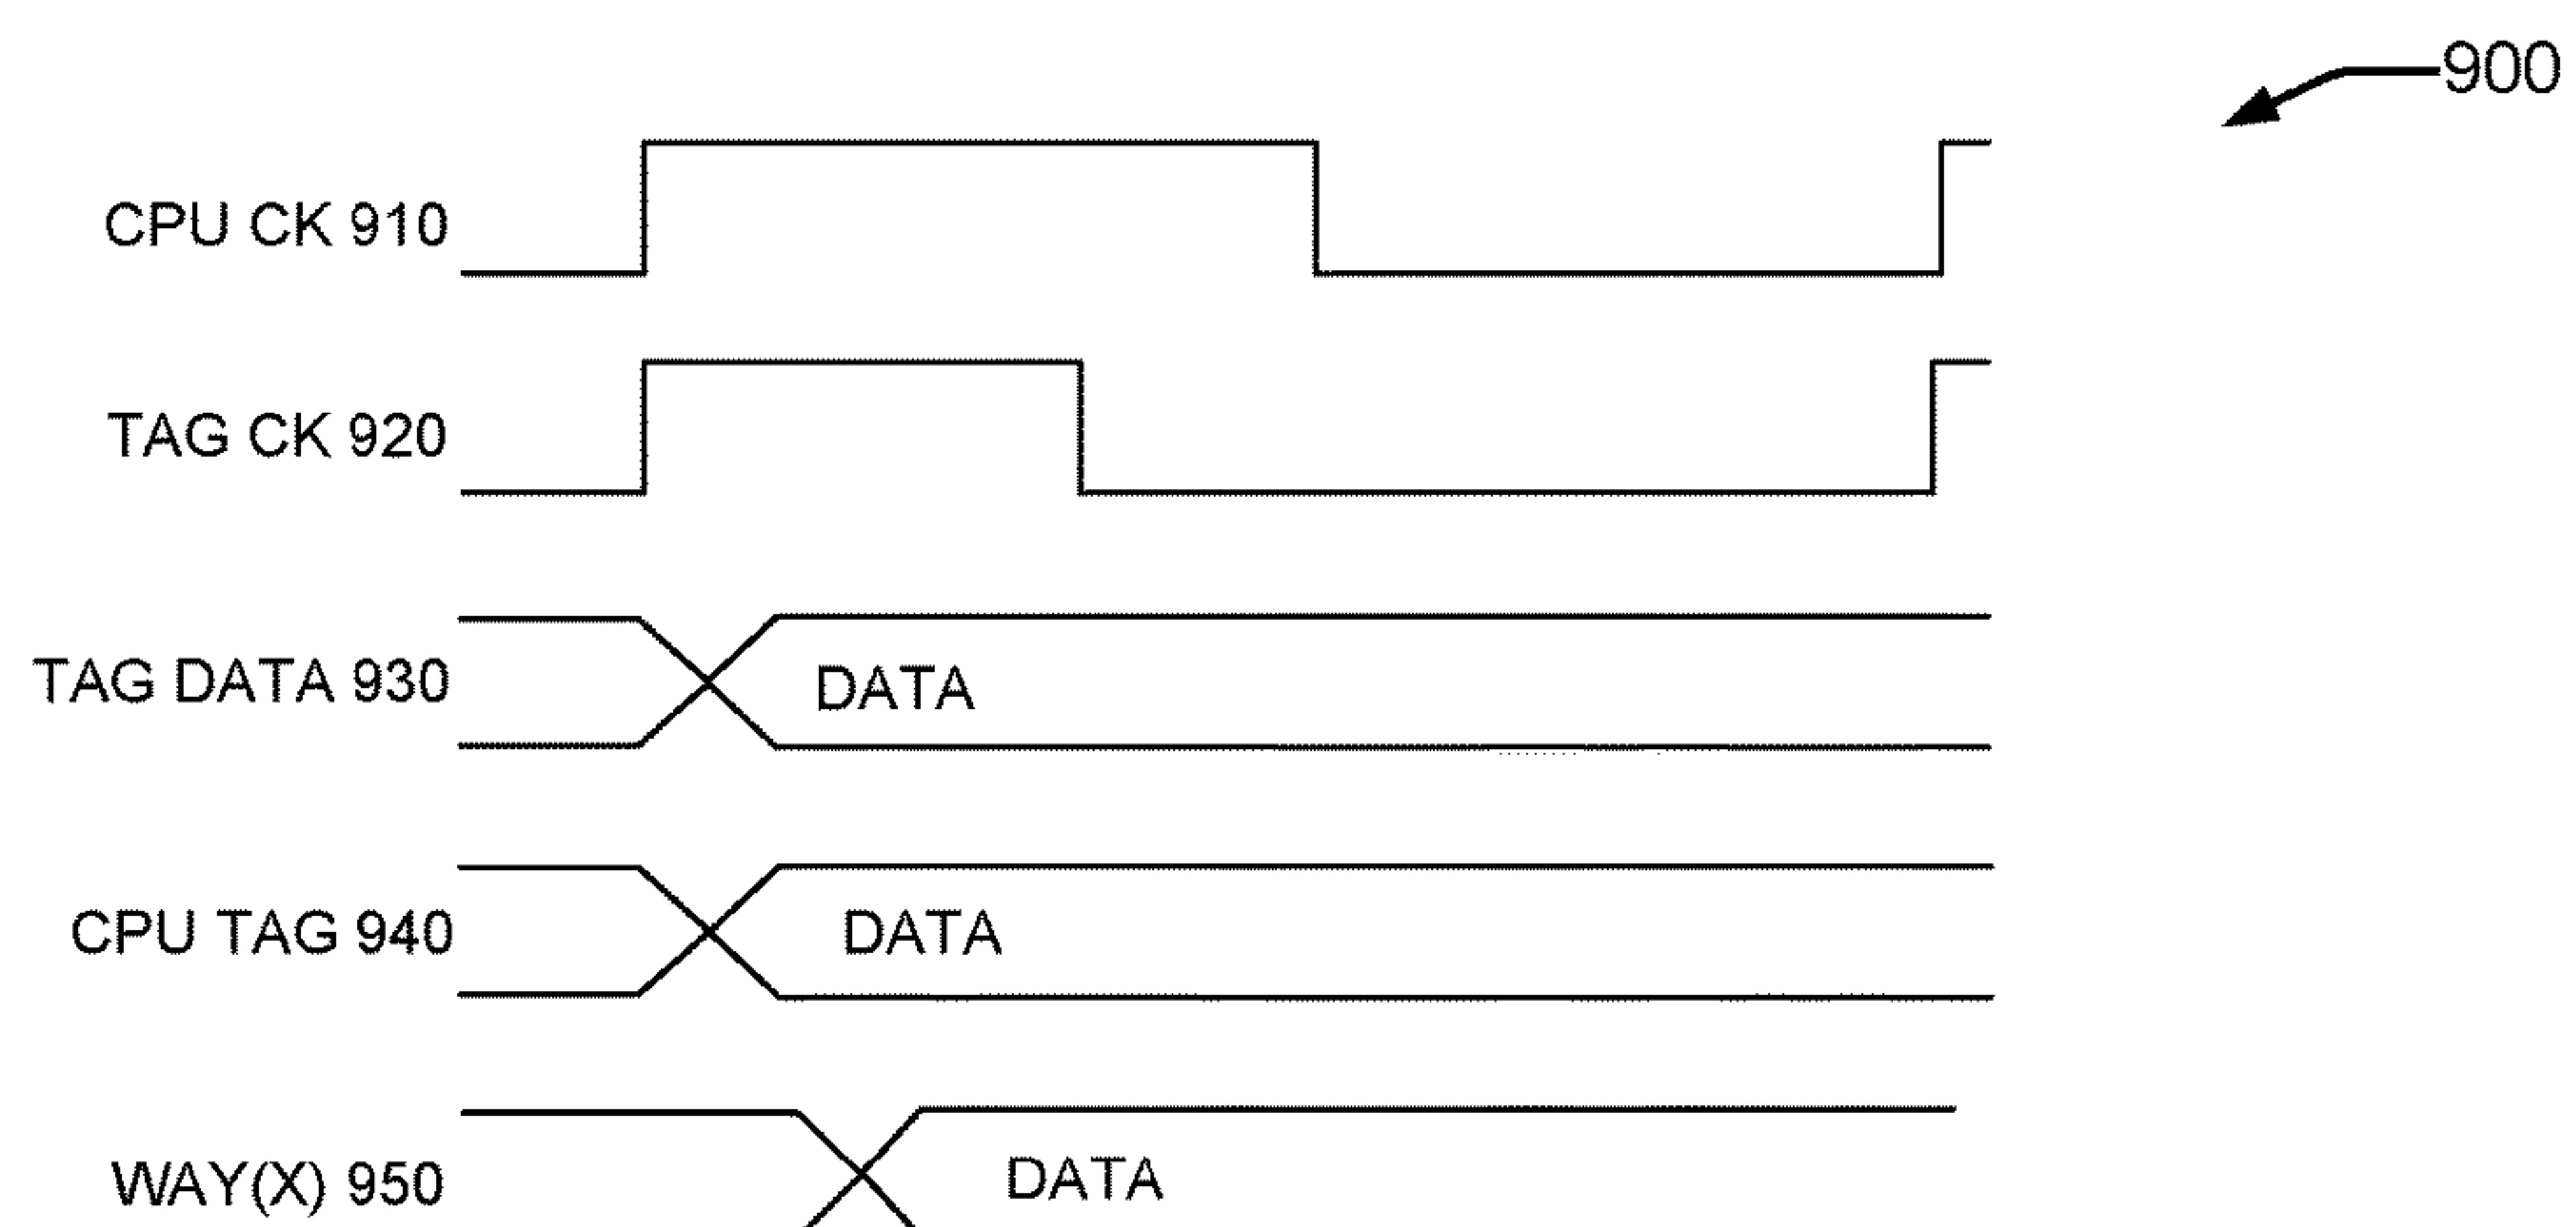 900
CPU CK 910
TAG CK 920
TAG DATA 930
DATA
CPU TAG 940
DATA
WAY(X) 950
DATA